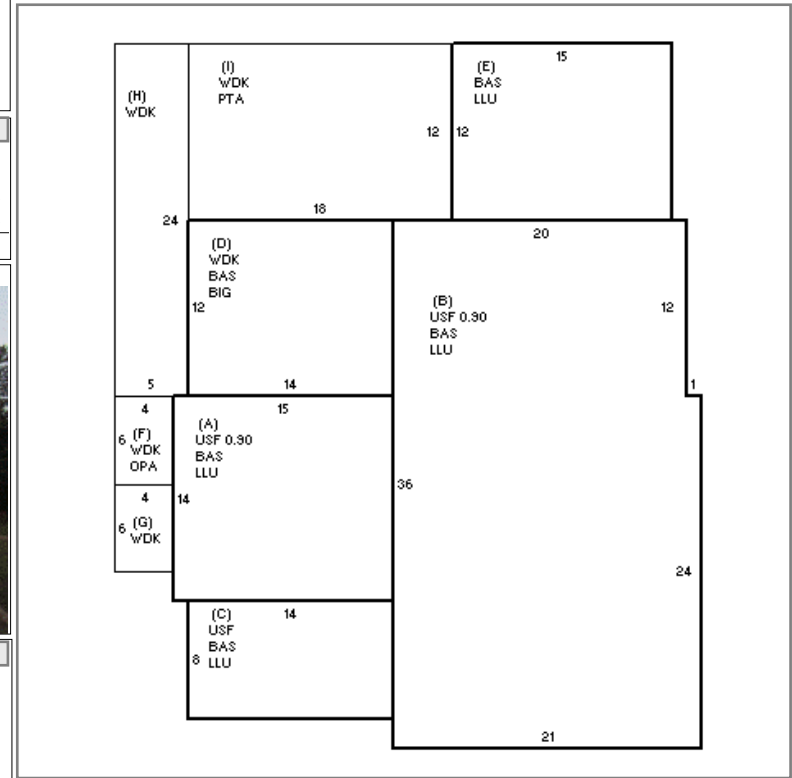 15
(I)
WDK
PTA
(E)
BAS
LLU
(H)
WDK
12
12
18
24
20
(D)
WDK
BAS
BIG
12
(B)
USF 0.90
BAS
LLU
12
5
14
1
4
15
6 (F)
WDK
OPA
(A)
USF 0.90
BAS
LLU
36
4
14
6 (G)
WDK
24
(C)
USF
BAS
LLU
14
8
21